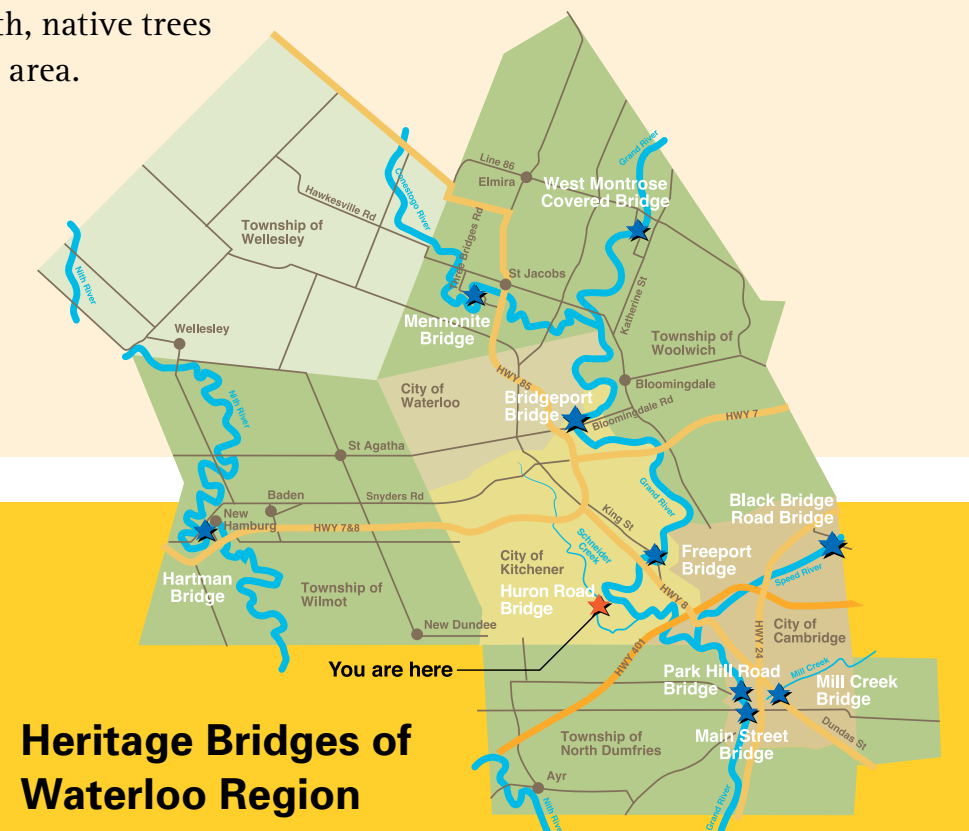 th, native trees
area.
Grand River
Line 86
Elmira
West Montrose
Covered Bridge
Conestogo River
Hawkesville Rd
Three Bridges Rd
Township of
Wellesley
Nith River
St Jacobs
Katherine St
Wellesley
Mennonite
Bridge
Township of
Woolwich
HWY 85
City of
Waterloo
Bloomingdale
Nith River
Bridgeport
Bridge
Bloomingdale Rd
HWY 7
St Agatha
Grand River
Baden
Snyders Rd
Black Bridge
Road Bridge
New
Hamburg
HWY 7&8
King St
Schneider
Creek
City of
Kitchener
Freeport
Bridge
Speed River
Hartman
Bridge
Township of
Wilmot
Huron Road
Bridge
HWY 8
New Dundee
HWY 24
City of
Cambridge
HWY 401
You are here
Park Hill Road
Bridge
Mill Creek
Mill Creek
Bridge
Main Street
Bridge
Dundas St
Township of
North Dumfries
Heritage Bridges of
Waterloo Region
Ayr
Nith River
Grand River